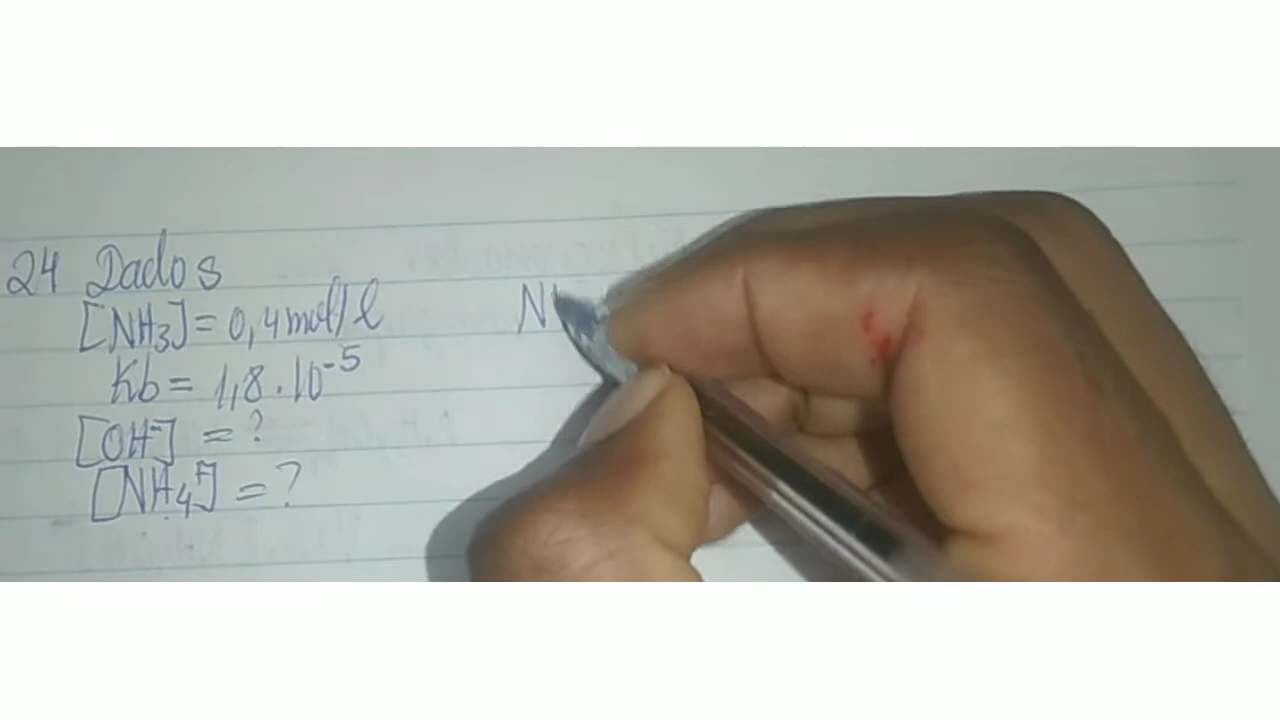 24 Dados
[NH₃] = 0,4 mol/l
Kb = 1,8 . 10⁻⁵
[OH⁻] = ?
[NH₄⁺] = ?
N